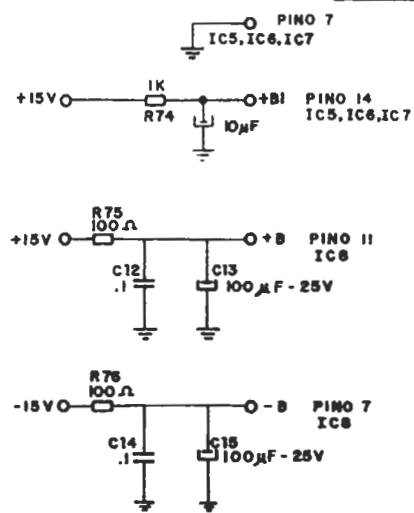 PINO 7
IC5, IC6, IC7
1K
+15V
+B1 PINO 14
R74
10µF
IC5, IC6, IC7
R75
100Ω
+15V
+B PINO 11
IC8
C12
.1
C13
100µF-25V
R76
100Ω
-15V
-B PINO 7
IC8
C14
.1
C15
100µF-25V